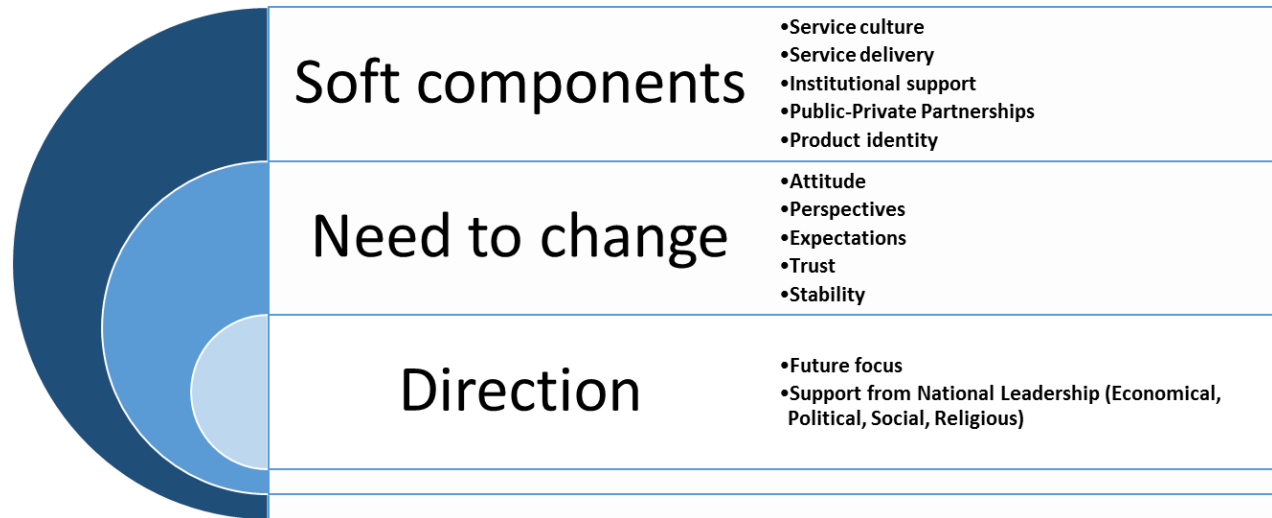 Soft components
•Service culture
•Service delivery
•Institutional support
•Public-Private Partnerships
•Product identity
Need to change
•Attitude
•Perspectives
•Expectations
•Trust
•Stability
Direction
•Future focus
•Support from National Leadership (Economical,
Political, Social, Religious)